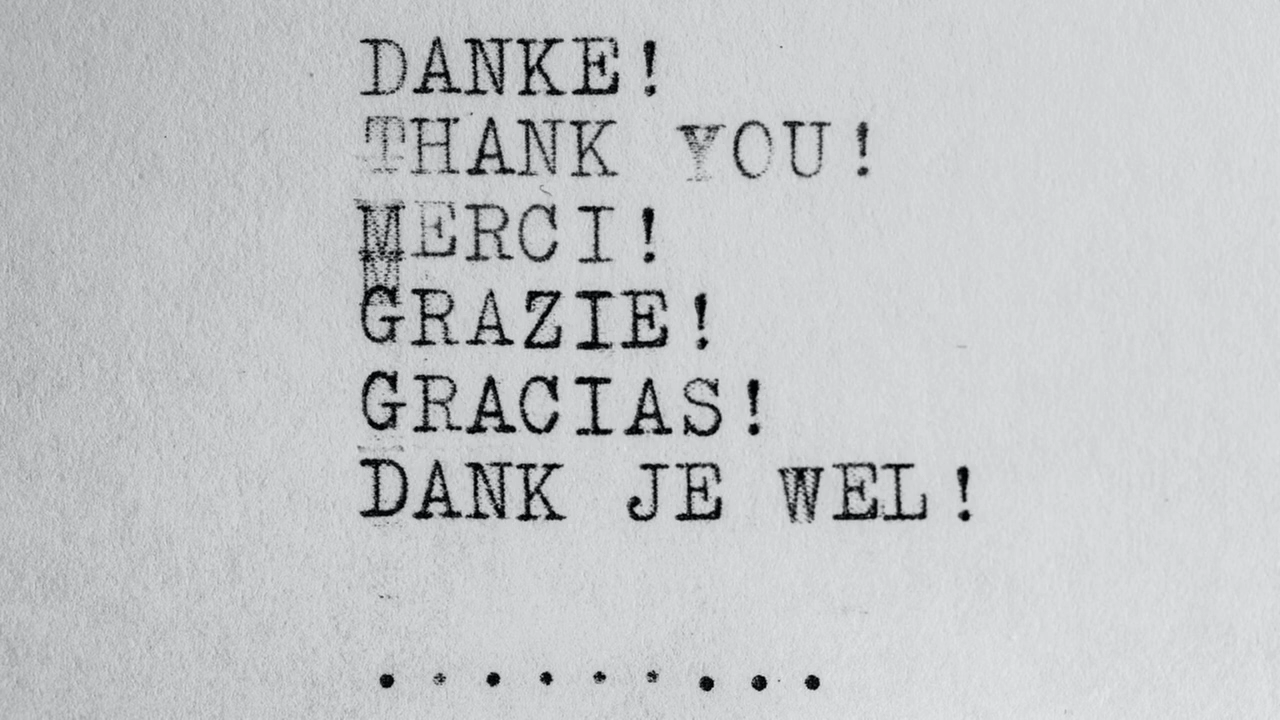 DANKE!
THANK YOU!
MERCI!
GRAZIE!
GRACIAS!
DANK JE WEL!
.........